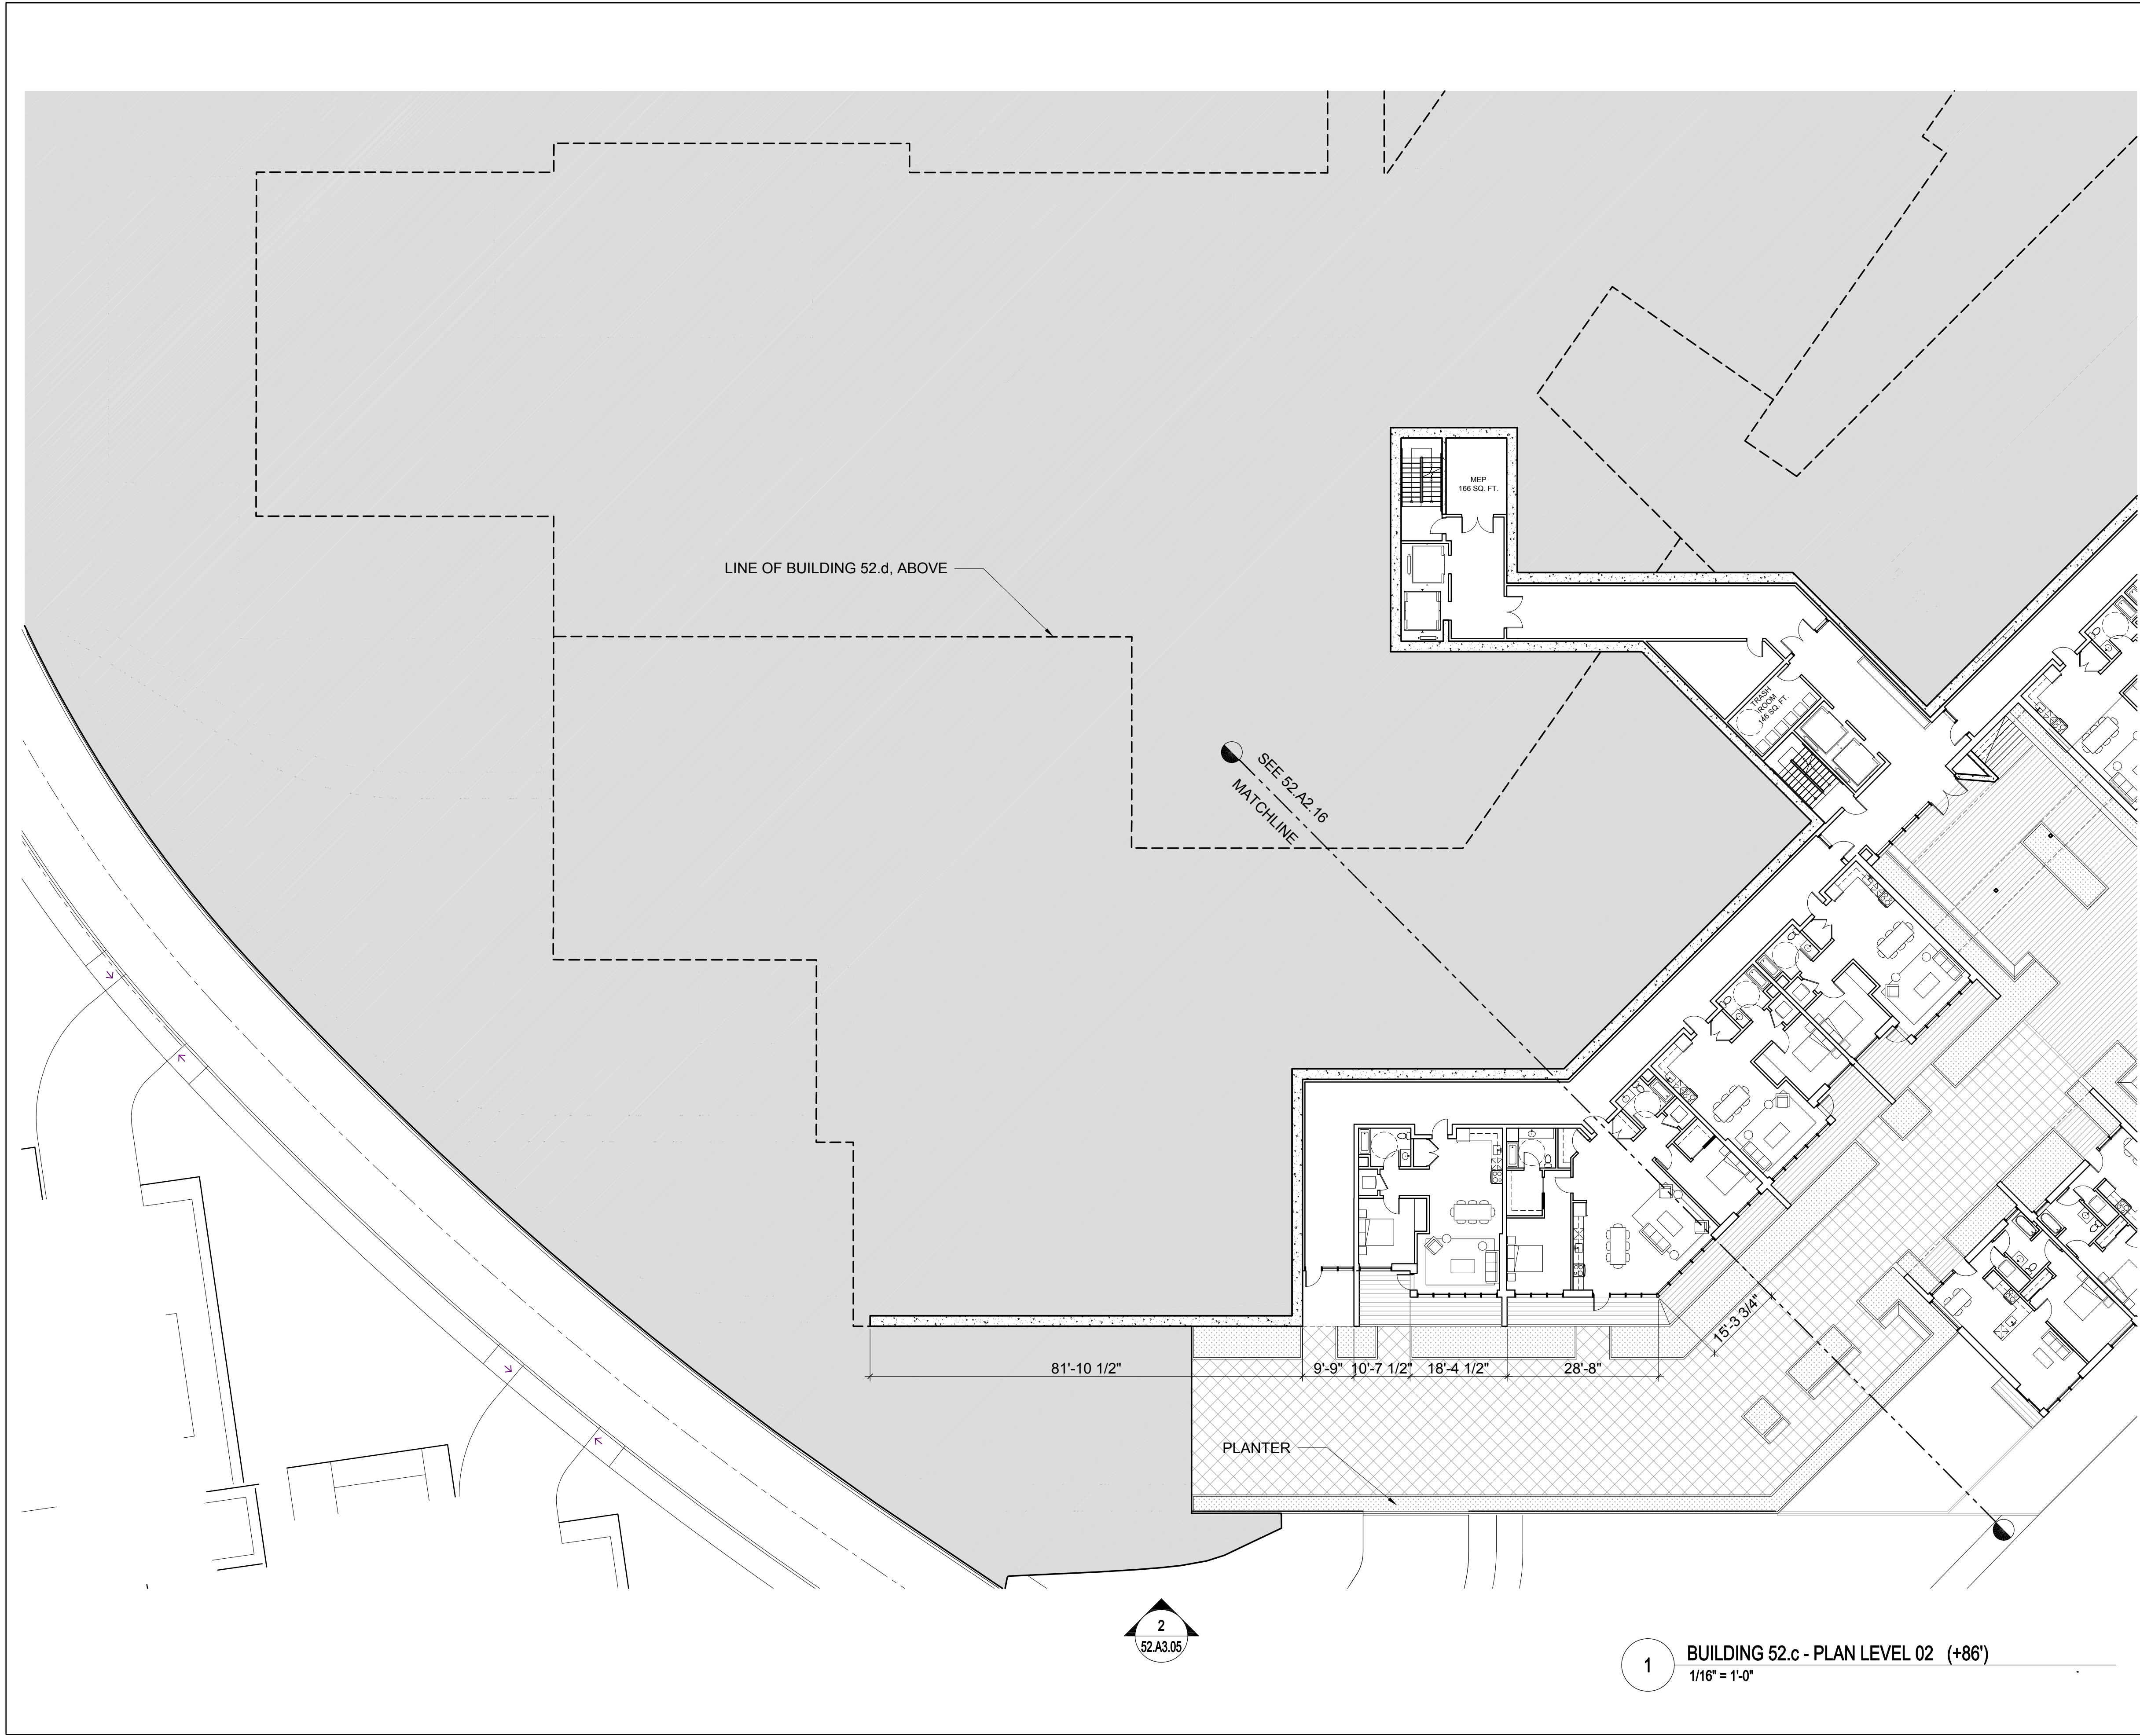 MEP
166 SQ. FT.
LINE OF BUILDING 52.d, ABOVE
TRASH
ROOM
146 SQ. FT.
SEE 52.A2.16
MATCHLINE
15'-3 3/4"
81'-10 1/2"
9'-9"
10'-7 1/2"
18'-4 1/2"
28'-8"
PLANTER
2
52.A3.05
1
BUILDING 52.c - PLAN LEVEL 02 (+86')
1/16" = 1'-0"
-